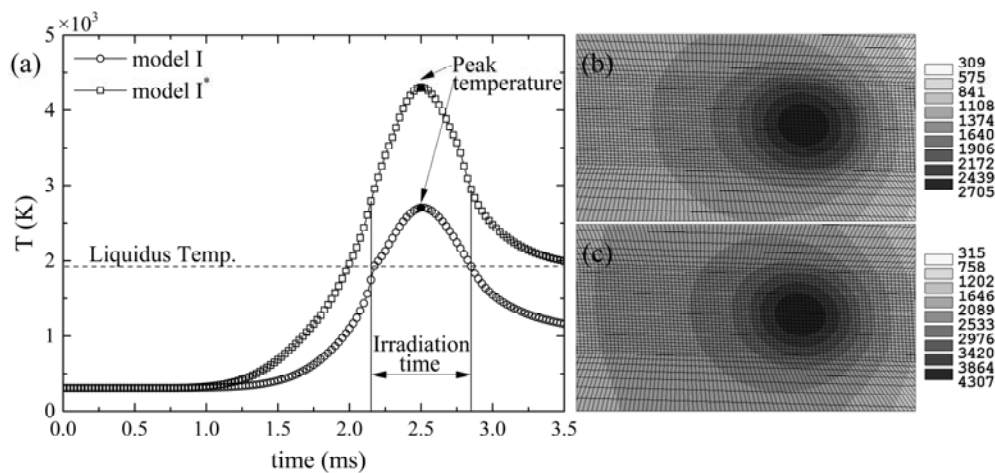 ×10³
5
4
3
2
1
0
T (K)
(a)
model I
model I*
Peak
temperature
Liquidus Temp.
Irradiation
time
0.0 0.5 1.0 1.5 2.0 2.5 3.0 3.5
time (ms)
(b)
309
575
841
1108
1374
1640
1906
2172
2439
2705
(c)
315
758
1202
1646
2089
2533
2976
3420
3864
4307